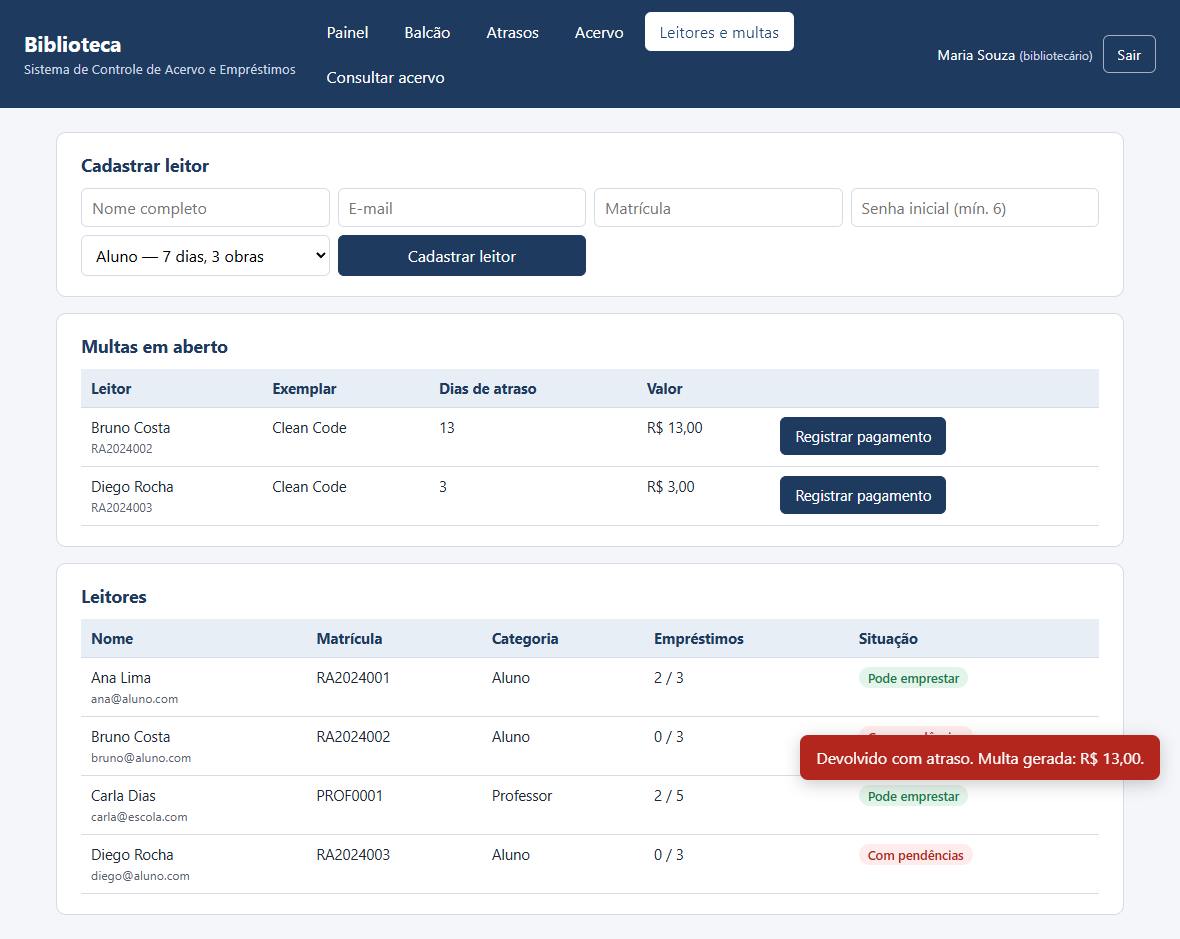 Biblioteca
Sistema de Controle de Acervo e Empréstimos
Painel Balcão Atrasos Acervo Leitores e multas
Consultar acervo
Maria Souza (bibliotecário) Sair
Cadastrar leitor
Nome completo E-mail Matrícula Senha inicial (mín. 6)
Aluno — 7 dias, 3 obras Cadastrar leitor
Multas em aberto
Leitor Exemplar Dias de atraso Valor
Bruno Costa Clean Code 13 R$ 13,00 Registrar pagamento
RA2024002
Diego Rocha Clean Code 3 R$ 3,00 Registrar pagamento
RA2024003
Leitores
Nome Matrícula Categoria Empréstimos Situação
Ana Lima RA2024001 Aluno 2 / 3 Pode emprestar
ana@aluno.com
Bruno Costa RA2024002 Aluno 0 / 3
bruno@aluno.com
Devolvido com atraso. Multa gerada: R$ 13,00.
Carla Dias PROF0001 Professor 2 / 5 Pode emprestar
carla@escola.com
Diego Rocha RA2024003 Aluno 0 / 3 Com pendências
diego@aluno.com